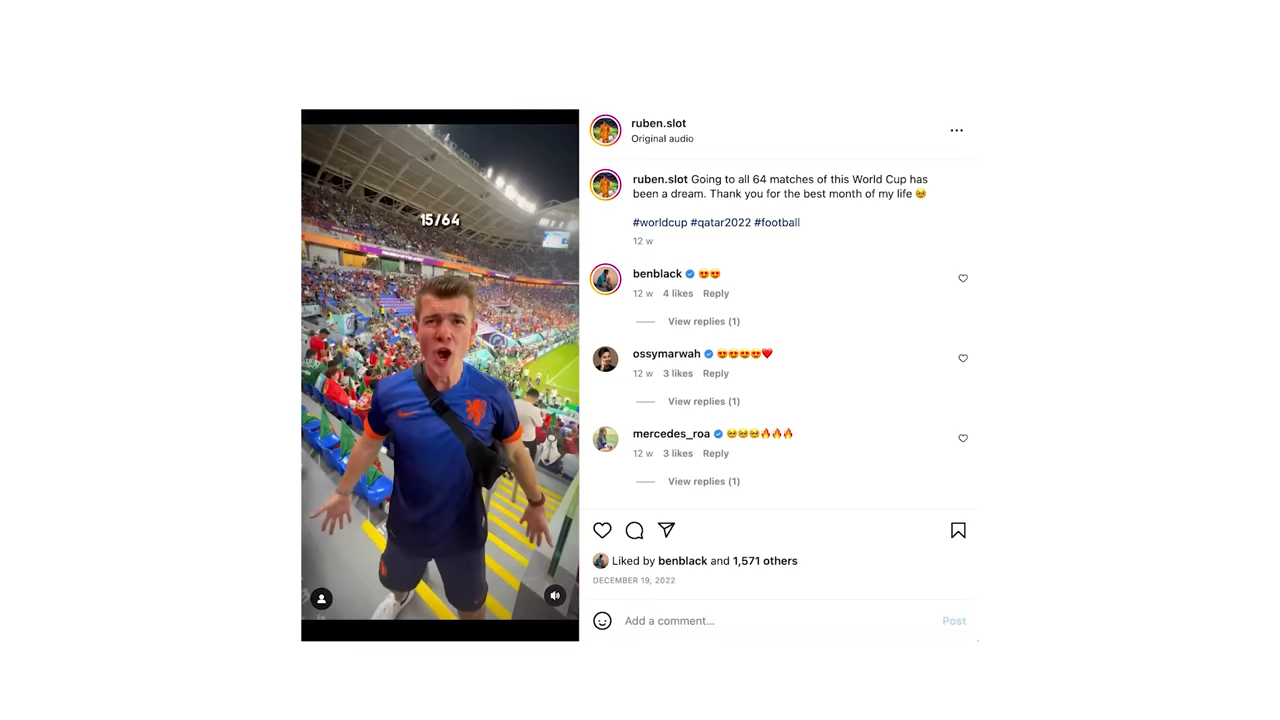 15/64
ruben.slot
Original audio
ruben.slot Going to all 64 matches of this World Cup has
been a dream. Thank you for the best month of my life 🥹
#worldcup #qatar2022 #football
12 w
benblack 😍😍
12 w 4 likes Reply
View replies (1)
ossymarwah 😍😍😍😍❤️
12 w 3 likes Reply
View replies (1)
mercedes_roa 🥹🥹🥹🔥🔥🔥
12 w 3 likes Reply
View replies (1)
Liked by benblack and 1,571 others
DECEMBER 19, 2022
Add a comment... Post